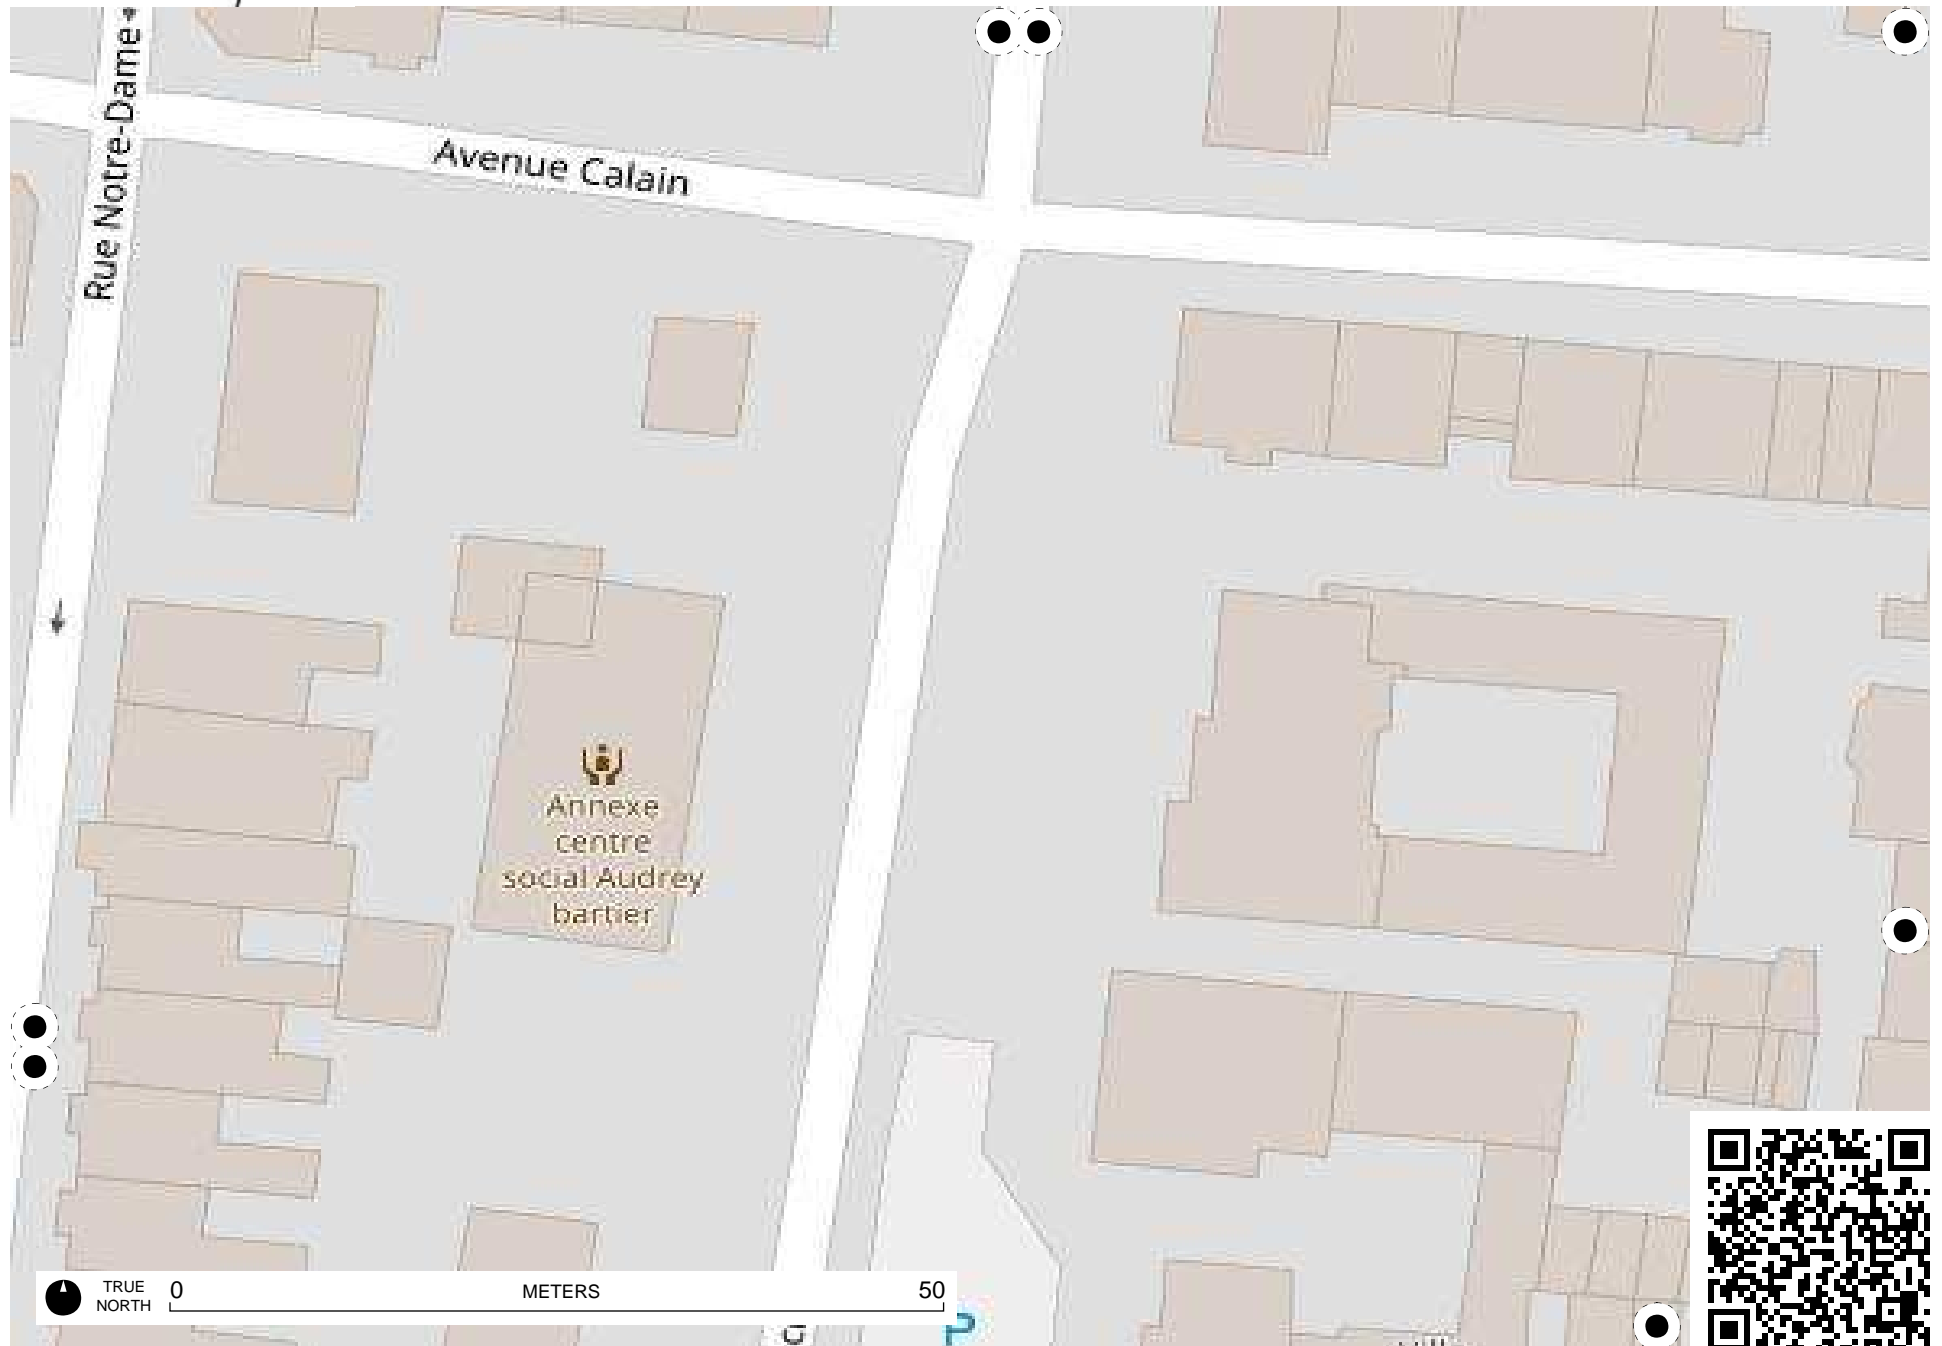 Rue Notre-Dame
Avenue Calain
Annexe
centre
social Audrey
bartier
TRUE
NORTH
0
METERS
50
P